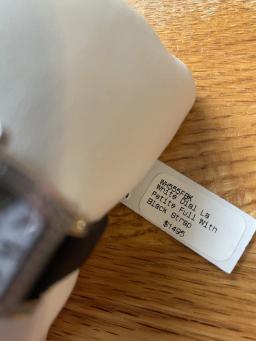 White Dial La
Petite Full With
Black Strap
$1495